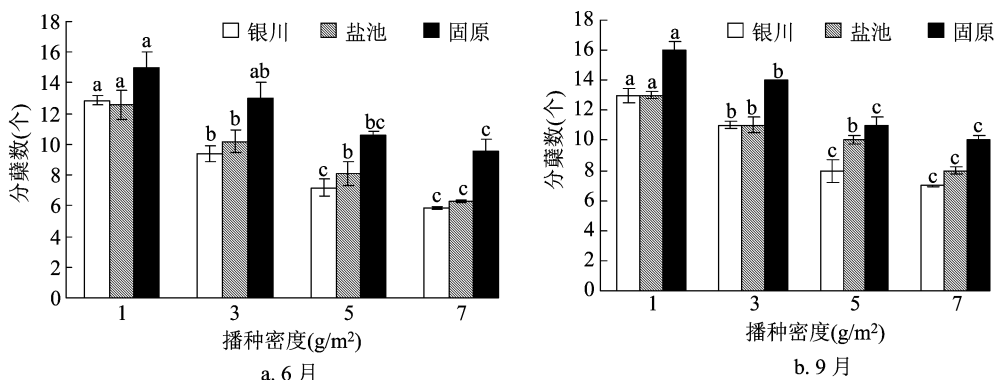 18
16
14
12
10
8
6
4
2
0
分蘖数(个)
银川 盐池 固原
a a a
b b ab
c b bc
c c c
1 3 5 7
播种密度(g/m²)
a. 6月
18
16
14
12
10
8
6
4
2
0
分蘖数(个)
银川 盐池 固原
a a a
b b b
c b c
c c c
1 3 5 7
播种密度(g/m²)
b. 9月